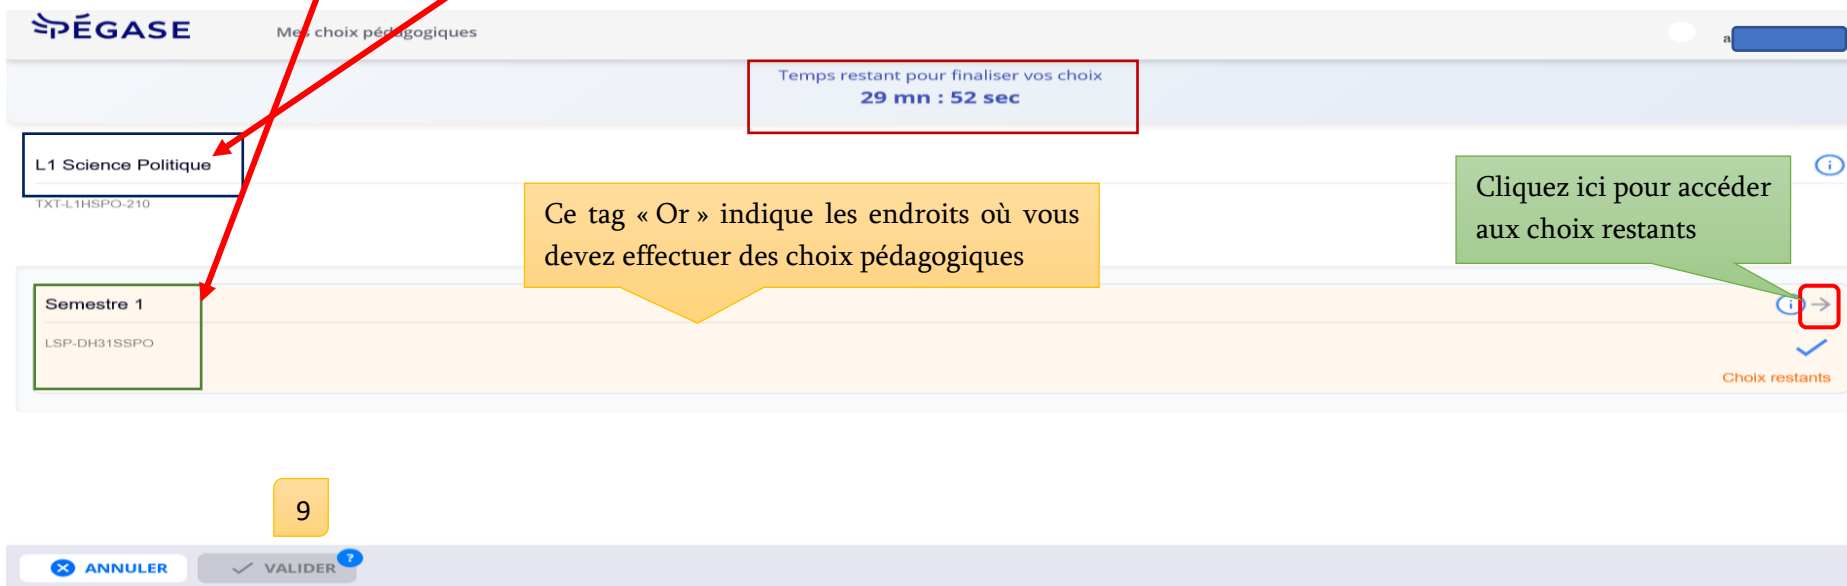 PÉGASE
Mes choix pédagogiques
a
Temps restant pour finaliser vos choix
29 mn : 52 sec
L1 Science Politique
TXT-L1HSPO-210
Ce tag « Or » indique les endroits où vous
devez effectuer des choix pédagogiques
Cliquez ici pour accéder
aux choix restants
Semestre 1
LSP-DH31SSPO
Choix restants
9
ANNULER
VALIDER
?